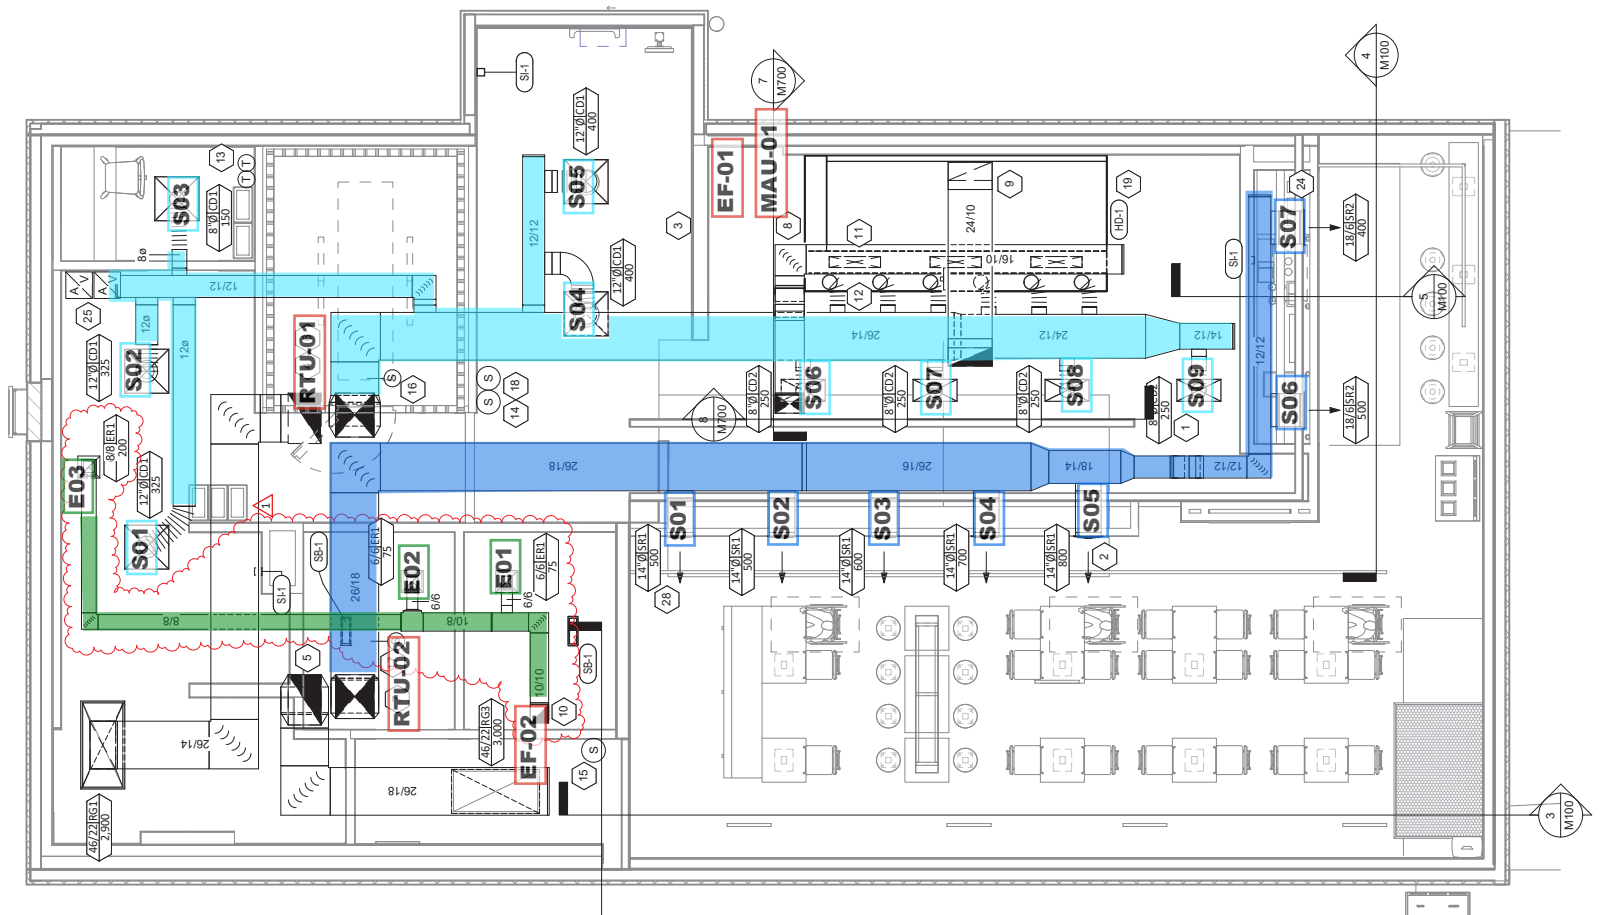 SI-1
7
M700
4
M100
12"Ø CD1
400
13
T
T
S03
8"Ø CD1
150
8ø
EF-01
MAU-01
S05
12/12
3
8
9
24/10
19
HD-1
11
16/10
12
24
S07
18/6 SR2
400
SI-1
5
M100
A
V
A
V
12/12
25
12ø
12ø
12"Ø CD1
325
S02
RTU-01
S04
12"Ø CD1
400
26/14
24/12
14/12
12/12
S
16
S
S
18
14
S06
8"Ø CD2
250
S07
8"Ø CD2
250
S08
8"Ø CD2
250
S09
250
1
S06
18/6 SR2
500
8
M700
E03
8/8 ER1
200
12"Ø CD1
325
S01
1
26/18
26/16
18/14
12/12
S01
S02
S03
S04
S05
14"Ø SR1
500
14"Ø SR1
500
14"Ø SR1
600
14"Ø SR1
700
14"Ø SR1
800
2
28
SB-1
SI-1
26/18
6/6 ER1
75
E02
6/6
E01
6/6
6/6 ER1
75
8/8
10/8
10/10
SB-1
5
RTU-02
10
EF-02
46/22 RG3
3,000
S
15
26/14
26/18
46/22 RG1
2,900
3
M100